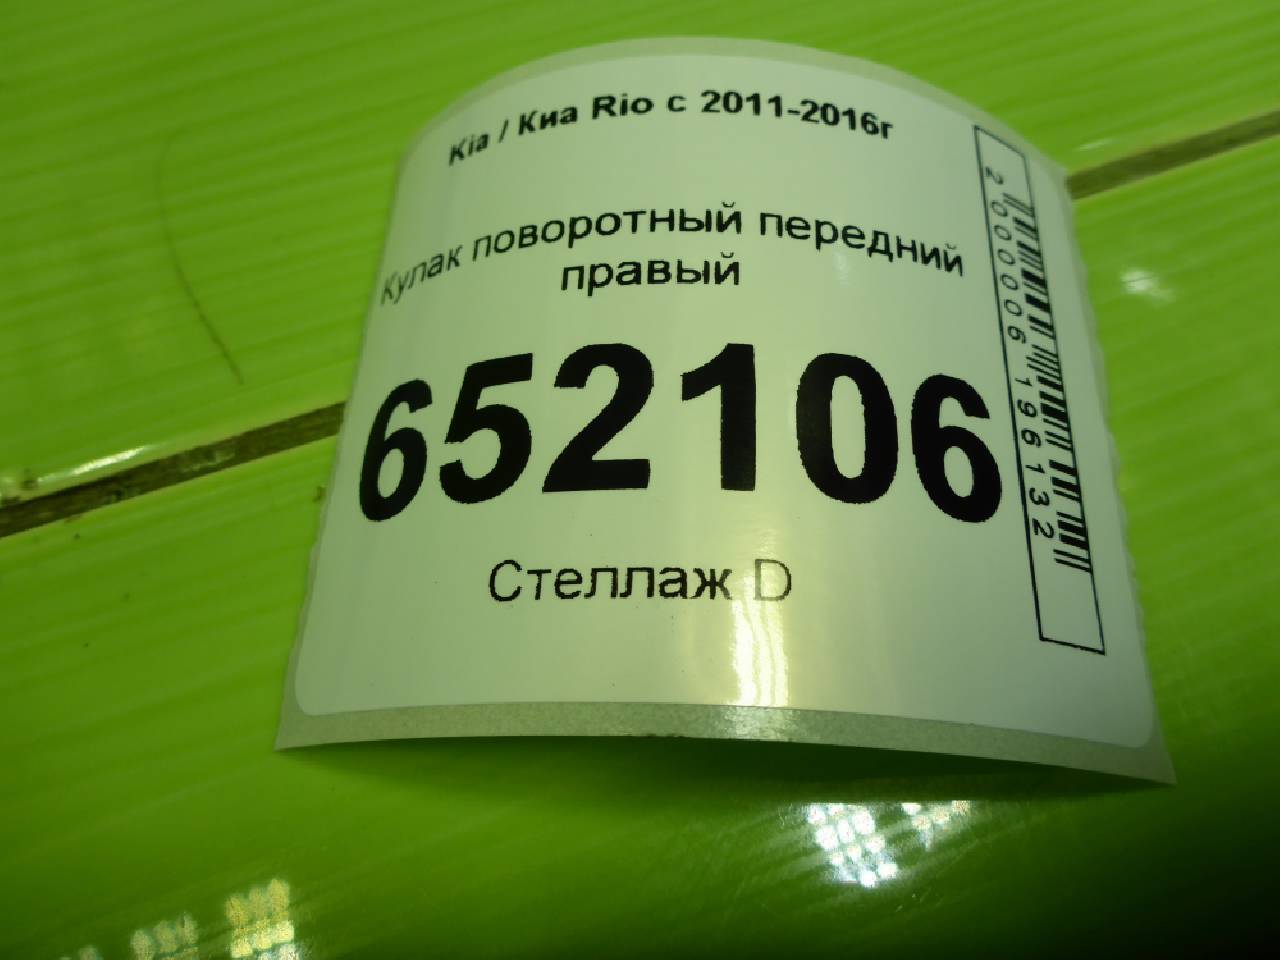 Kia / Киа Rio с 2011-2016г
Кулак поворотный передний
правый
652106
Стеллаж D
2000006196132